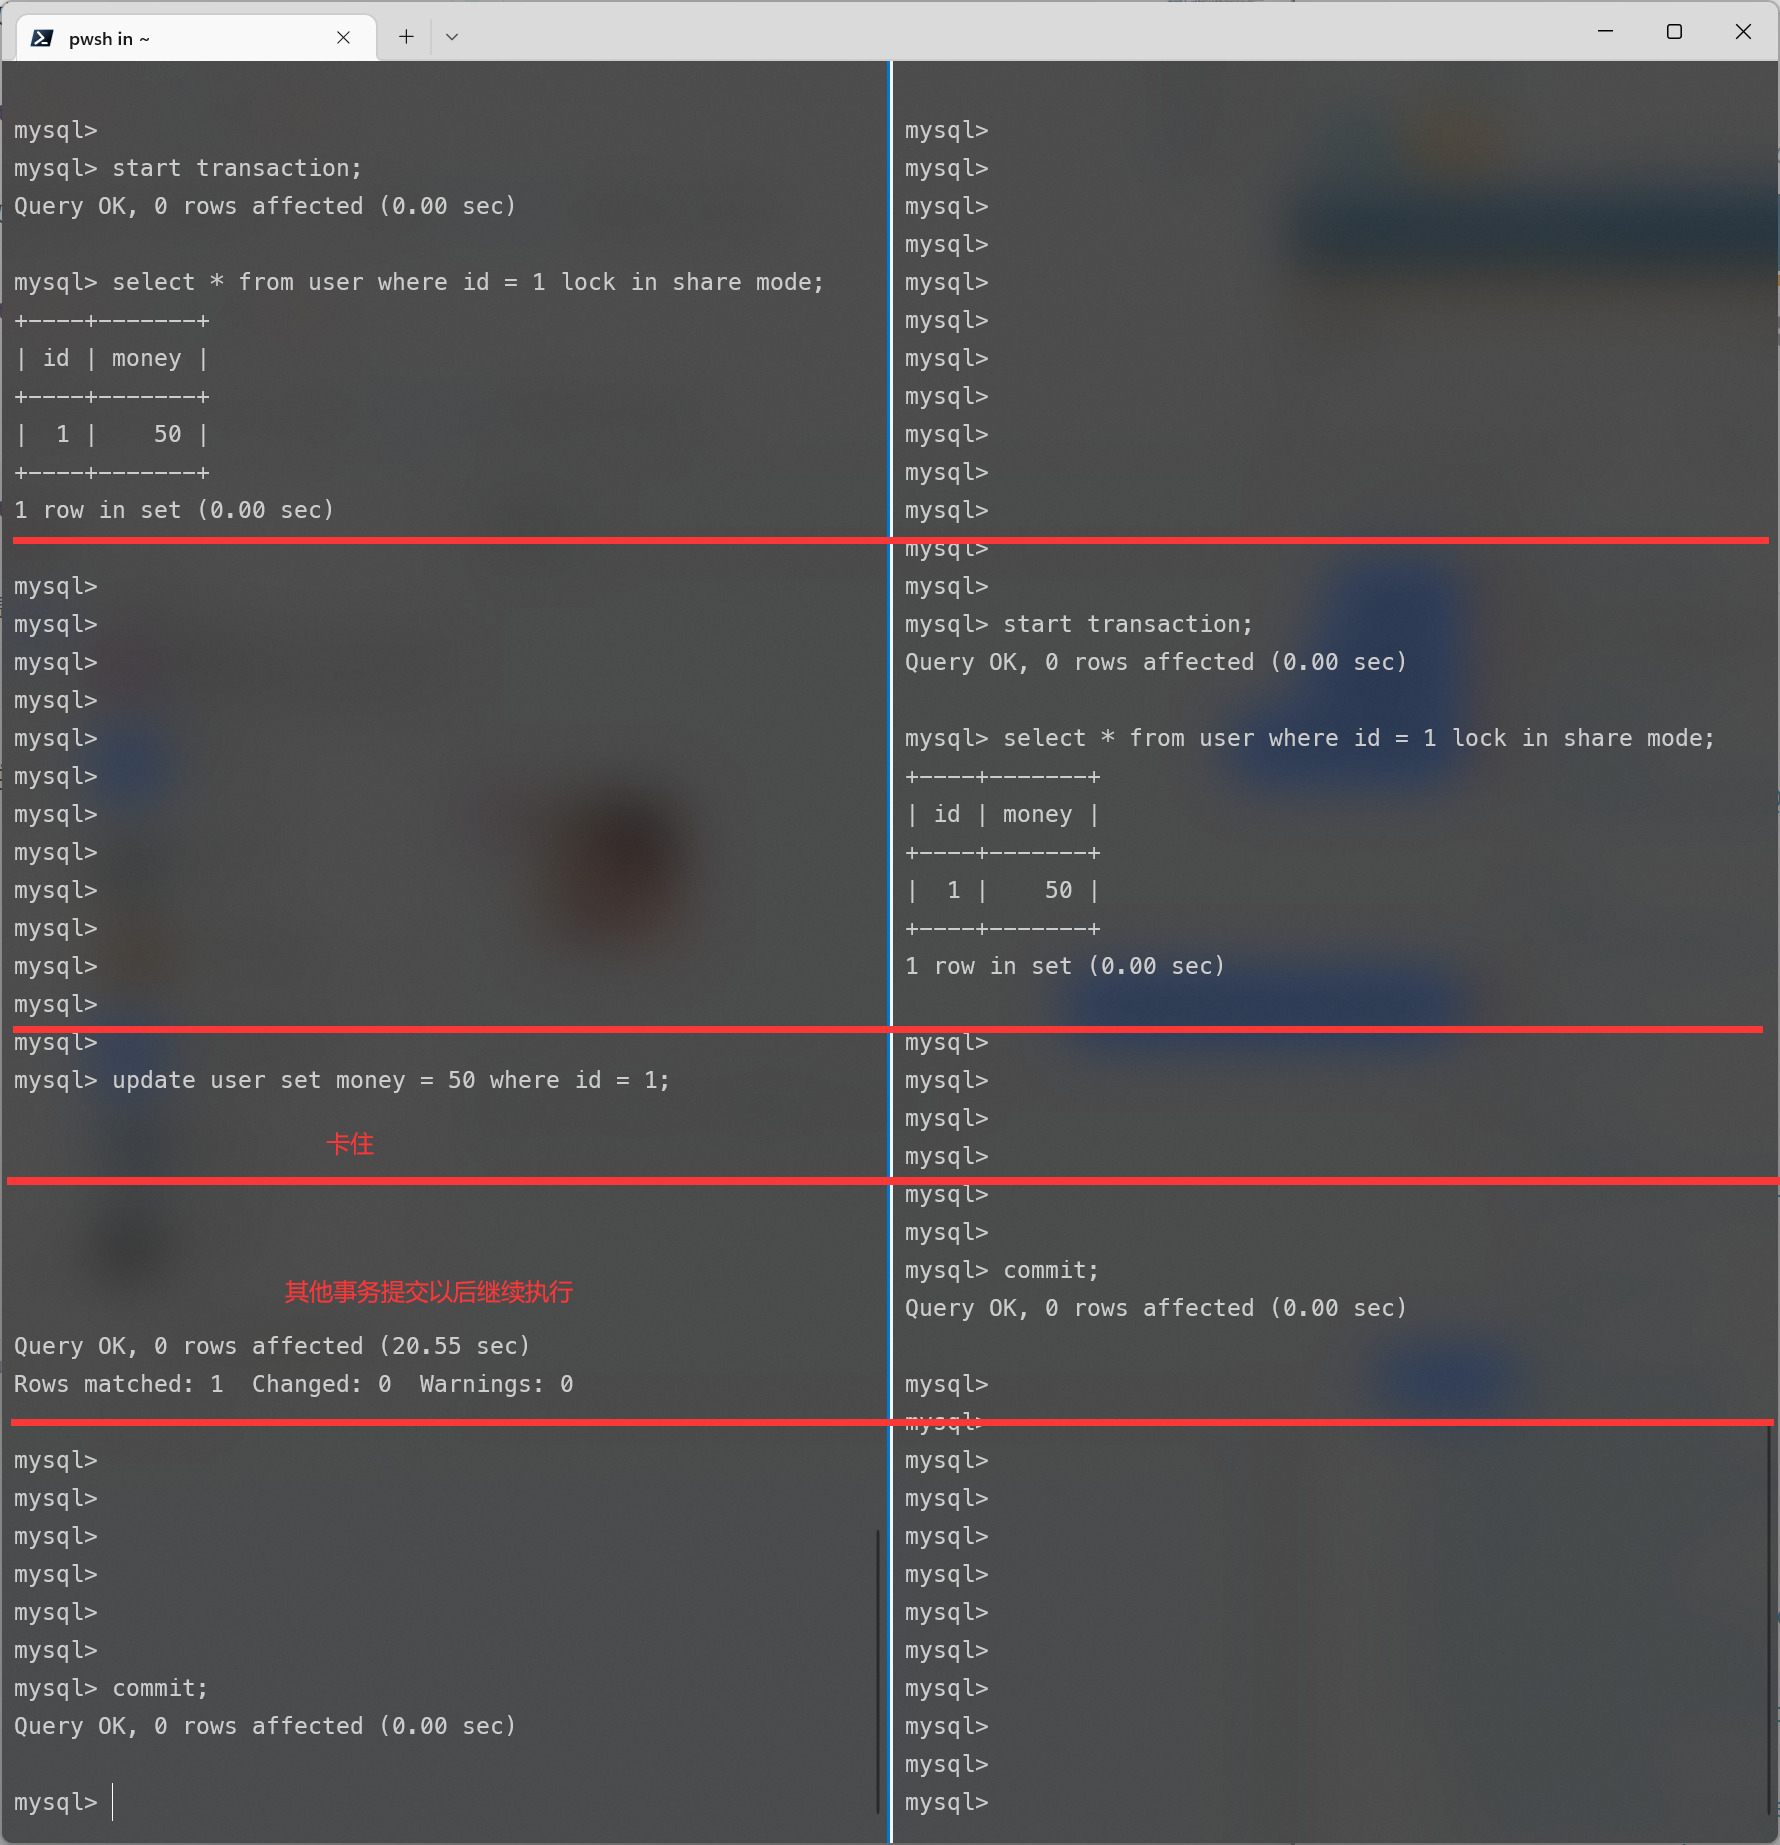 pwsh in ~
mysql>
mysql> start transaction;
Query OK, 0 rows affected (0.00 sec)
mysql> select * from user where id = 1 lock in share mode;
+----+-------+
| id | money |
+----+-------+
|  1 |    50 |
+----+-------+
1 row in set (0.00 sec)
mysql>
mysql>
mysql>
mysql>
mysql>
mysql>
mysql>
mysql>
mysql>
mysql>
mysql>
mysql>
mysql>
mysql> update user set money = 50 where id = 1;
卡住
其他事务提交以后继续执行
Query OK, 0 rows affected (20.55 sec)
Rows matched: 1  Changed: 0  Warnings: 0
mysql>
mysql>
mysql>
mysql>
mysql>
mysql>
mysql> commit;
Query OK, 0 rows affected (0.00 sec)
mysql>
mysql>
mysql>
mysql>
mysql>
mysql>
mysql>
mysql>
mysql>
mysql>
mysql>
mysql>
mysql>
mysql>
mysql> start transaction;
Query OK, 0 rows affected (0.00 sec)
mysql> select * from user where id = 1 lock in share mode;
+----+-------+
| id | money |
+----+-------+
|  1 |    50 |
+----+-------+
1 row in set (0.00 sec)
mysql>
mysql>
mysql>
mysql>
mysql>
mysql>
mysql> commit;
Query OK, 0 rows affected (0.00 sec)
mysql>
mysql>
mysql>
mysql>
mysql>
mysql>
mysql>
mysql>
mysql>
mysql>
mysql>
mysql>